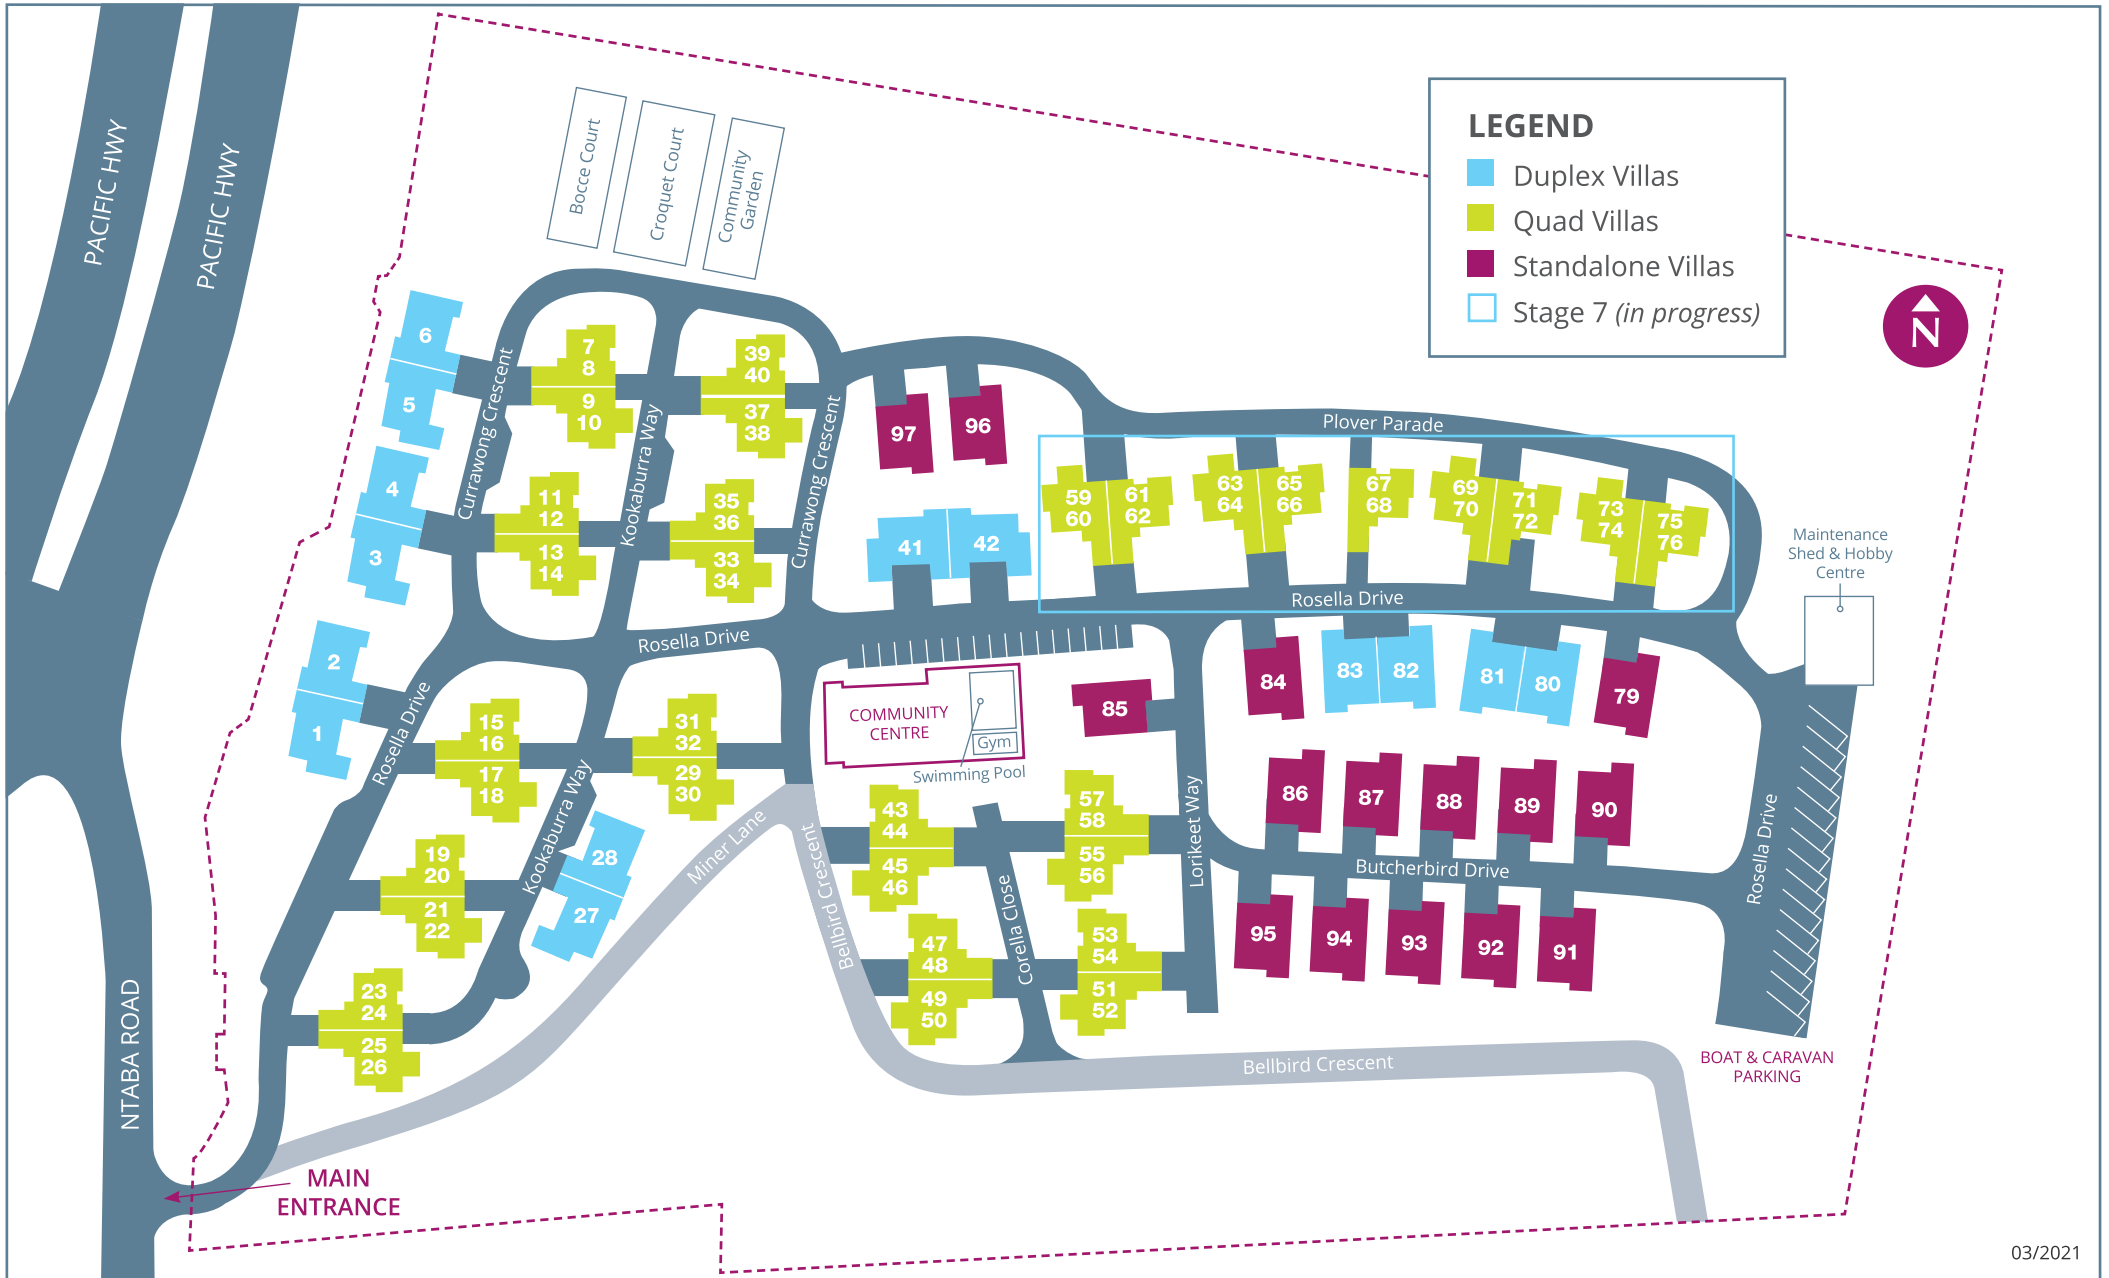 PACIFIC HWY
PACIFIC HWY
NTABA ROAD
Bocce Court
Croquet Court
Community
Garden
LEGEND
Duplex Villas
Quad Villas
Standalone Villas
Stage 7 (in progress)
N
6
5
4
3
2
1
Currawong Crescent
7
8
9
10
11
12
13
14
Kookaburra Way
39
40
37
38
35
36
33
34
Currawong Crescent
97
96
41
42
Plover Parade
59
60
61
62
63
64
65
66
67
68
69
70
71
72
73
74
75
76
Rosella Drive
Maintenance
Shed & Hobby
Centre
Rosella Drive
Rosella Drive
15
16
17
18
31
32
29
30
19
20
21
22
Kookaburra Way
28
27
23
24
25
26
Miner Lane
COMMUNITY
CENTRE
Gym
Swimming Pool
85
84
83
82
81
80
79
43
44
45
46
57
58
55
56
47
48
49
50
53
54
51
52
Bellbird Crescent
Corella Close
Lorikeet Way
86
87
88
89
90
Butcherbird Drive
95
94
93
92
91
Rosella Drive
Bellbird Crescent
BOAT & CARAVAN
PARKING
MAIN
ENTRANCE
03/2021